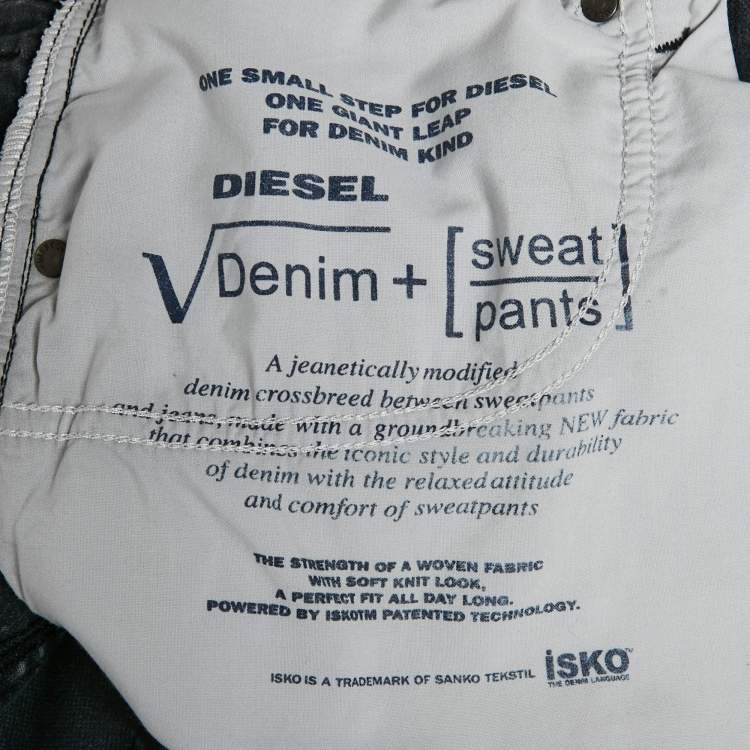 ONE SMALL STEP FOR DIESEL
ONE GIANT LEAP
FOR DENIM KIND
DIESEL
√Denim + [sweat
pants]
A jeanetically modified
denim crossbreed between sweatpants
and jeans, made with a groundbreaking NEW fabric
that combines the iconic style and durability
of denim with the relaxed attitude
and comfort of sweatpants
THE STRENGTH OF A WOVEN FABRIC
WITH SOFT KNIT LOOK,
A PERFECT FIT ALL DAY LONG.
POWERED BY ISKOTM PATENTED TECHNOLOGY.
ISKO IS A TRADEMARK OF SANKO TEKSTIL
iSKO™
THE DENIM LANGUAGE